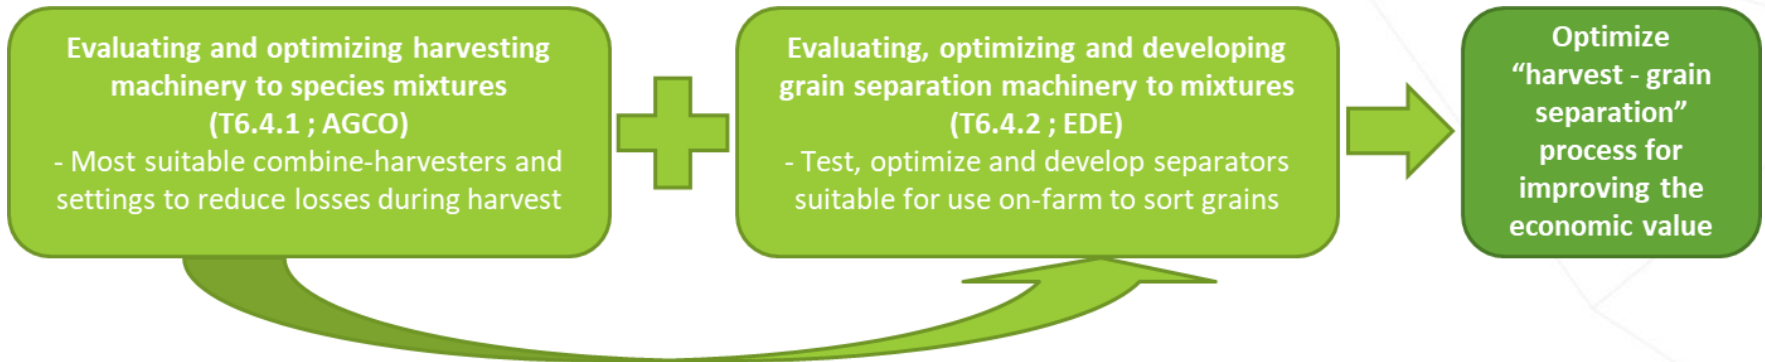 Evaluating and optimizing harvesting
machinery to species mixtures
(T6.4.1 ; AGCO)
- Most suitable combine-harvesters and
settings to reduce losses during harvest
Evaluating, optimizing and developing
grain separation machinery to mixtures
(T6.4.2 ; EDE)
- Test, optimize and develop separators
suitable for use on-farm to sort grains
Optimize
“harvest - grain
separation”
process for
improving the
economic value